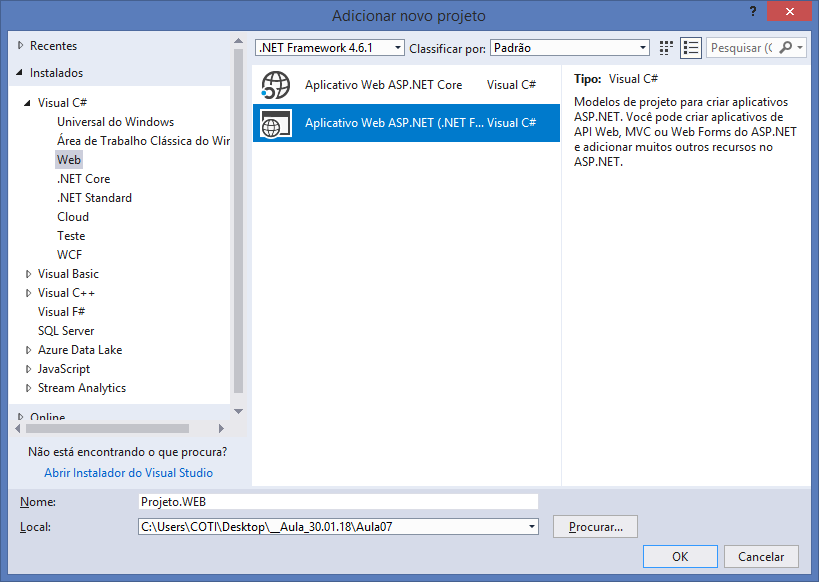 Adicionar novo projeto
?
Recentes
Instalados
Visual C#
Universal do Windows
Área de Trabalho Clássica do Wir
Web
.NET Core
.NET Standard
Cloud
Teste
WCF
Visual Basic
Visual C++
Visual F#
SQL Server
Azure Data Lake
JavaScript
Stream Analytics
Online
Não está encontrando o que procura?
Abrir Instalador do Visual Studio
.NET Framework 4.6.1 Classificar por: Padrão
Pesquisar (C
Aplicativo Web ASP.NET Core Visual C#
Aplicativo Web ASP.NET (.NET F... Visual C#
Tipo: Visual C#
Modelos de projeto para criar aplicativos
ASP.NET. Você pode criar aplicativos de
API Web, MVC ou Web Forms do ASP.NET
e adicionar muitos outros recursos no
ASP.NET.
Nome: Projeto.WEB
Local: C:\Users\COTI\Desktop\__Aula_30.01.18\Aula07 Procurar...
OK Cancelar